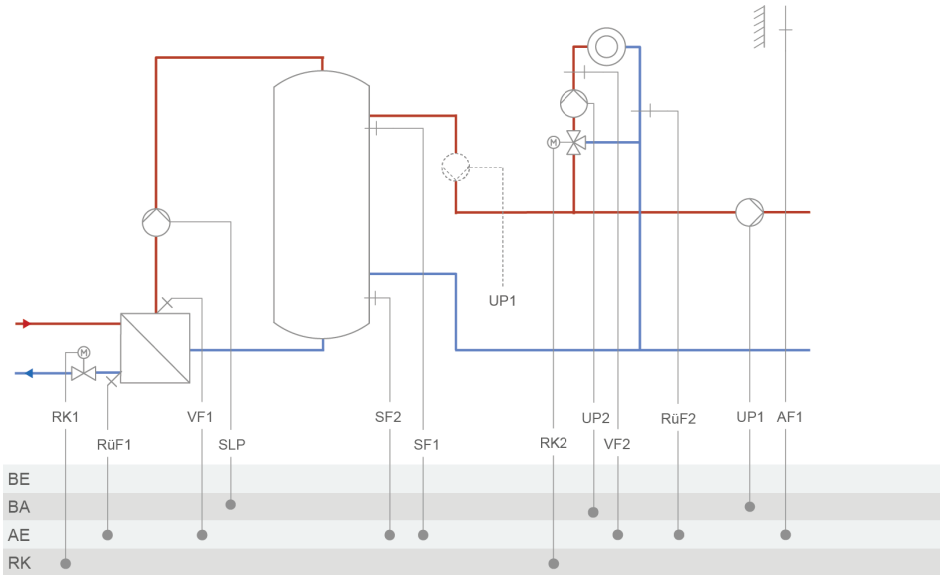 M
UP1
M
RK1
VF1
SF2
UP2
RüF2
UP1
AF1
RüF1
SLP
SF1
RK2
VF2
BE
BA
AE
RK